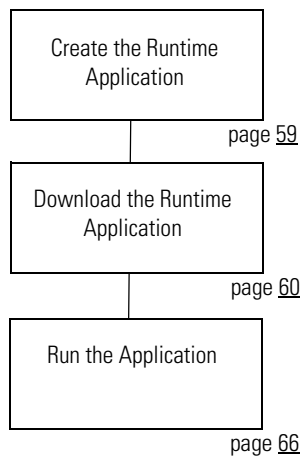 Create the Runtime
Application
page 59
Download the Runtime
Application
page 60
Run the Application
page 66